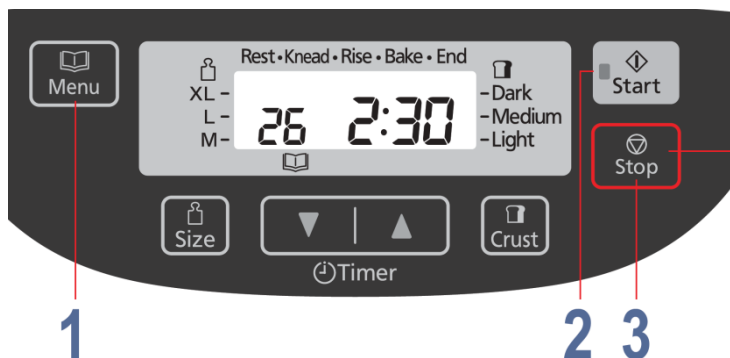 Menu
Rest•Knead•Rise•Bake•End
XL
L
M
26 2:30
Dark
Medium
Light
Start
Stop
Size
Timer
Crust
1
2
3